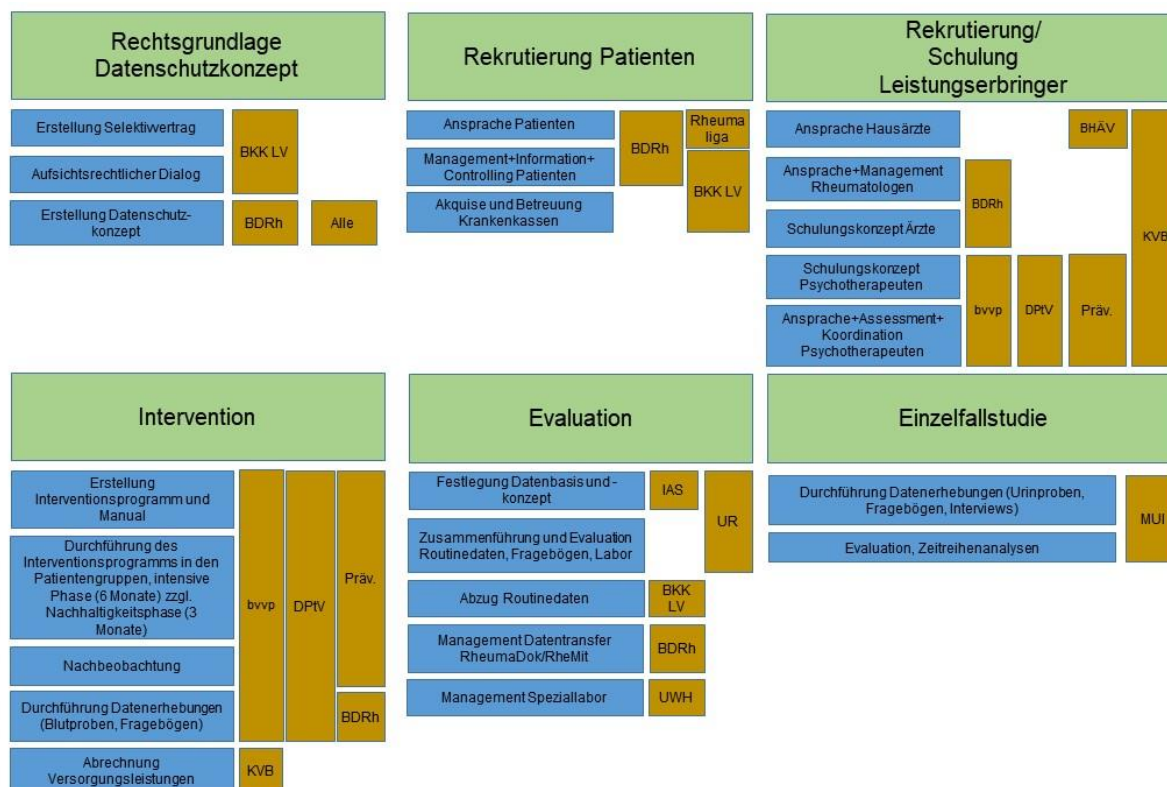 Rechtsgrundlage
Datenschutzkonzept
Erstellung Selektivvertrag
Aufsichtsrechtlicher Dialog
BKK LV
Erstellung Datenschutz-
konzept
BDRh
Alle
Rekrutierung Patienten
Ansprache Patienten
Management+Information+
Controlling Patienten
Akquise und Betreuung
Krankenkassen
BDRh
Rheuma
liga
BKK LV
Rekrutierung/
Schulung
Leistungserbringer
Ansprache Hausärzte
BHÄV
Ansprache+Management
Rheumatologen
Schulungskonzept Ärzte
BDRh
KVB
Schulungskonzept
Psychotherapeuten
Ansprache+Assessment+
Koordination
Psychotherapeuten
bvvp
DPtV
Präv.
Intervention
Erstellung
Interventionsprogramm und
Manual
Durchführung des
Interventionsprogramms in den
Patientengruppen, intensive
Phase (6 Monate) zzgl.
Nachhaltigkeitsphase (3
Monate)
Nachbeobachtung
Durchführung Datenerhebungen
(Blutproben, Fragebögen)
bvvp
DPtV
Präv.
BDRh
Abrechnung
Versorgungsleistungen
KVB
Evaluation
Festlegung Datenbasis und -
konzept
IAS
UR
Zusammenführung und Evaluation
Routinedaten, Fragebögen, Labor
Abzug Routinedaten
BKK
LV
Management Datentransfer
RheumaDok/RheMit
BDRh
Management Speziallabor
UWH
Einzelfallstudie
Durchführung Datenerhebungen (Urinproben,
Fragebögen, Interviews)
Evaluation, Zeitreihenanalysen
MUI